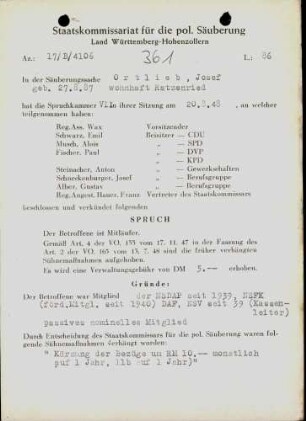 Staatskommissariat für die pol. Säuberung
Land Württemberg-Hohenzollern
Az.: 17/B/4106 361 L: 86
In der Säuberungssache Ortlieb, Josef
geb. 27.8.87 wohnhaft Ratzenried
hat die Spruchkammer VII in ihrer Sitzung am 20.8.48, an welcher
teilgenommen haben:
Reg.Ass. Wax Vorsitzender
Schwarz, Emil Beisitzer – CDU
Musch, Alois „ – SPD
Fischer, Paul „ – DVP
„ – KPD
Steinacher, Anton „ – Gewerkschaften
Schneckenburger, Josef „ – Berufsgruppe
Alber, Gustav „ – Berufsgruppe
Reg.Angest. Bauer, Franz Vertreter des Staatskommissars
beschlossen und verkündet folgenden
SPRUCH
Der Betroffene ist Mitläufer.
Gemäß Art. 4 der VO. 133 vom 17. 11. 47 in der Fassung des
Art. 2 der VO. 165 vom 13. 7. 48 sind die früher verhängten
Sühnemaßnahmen aufgehoben.
Es wird eine Verwaltungsgebühr von DM 5.-- erhoben.
Gründe:
Der Betroffene war Mitglied der NSDAP seit 1939, NSFK
(förd.Mitgl. seit 1940) DAF, NSV seit 39 (Kassen-
leiter)
passives nominelles Mitglied
Durch Entscheidung des Staatskommissars für die pol. Säuberung waren folgende
Sühnemaßnahmen verhängt worden:
" Kürzung der Bezüge um RM 10.-- monatlich
auf 1 Jahr, 11b auf 1 Jahr)"